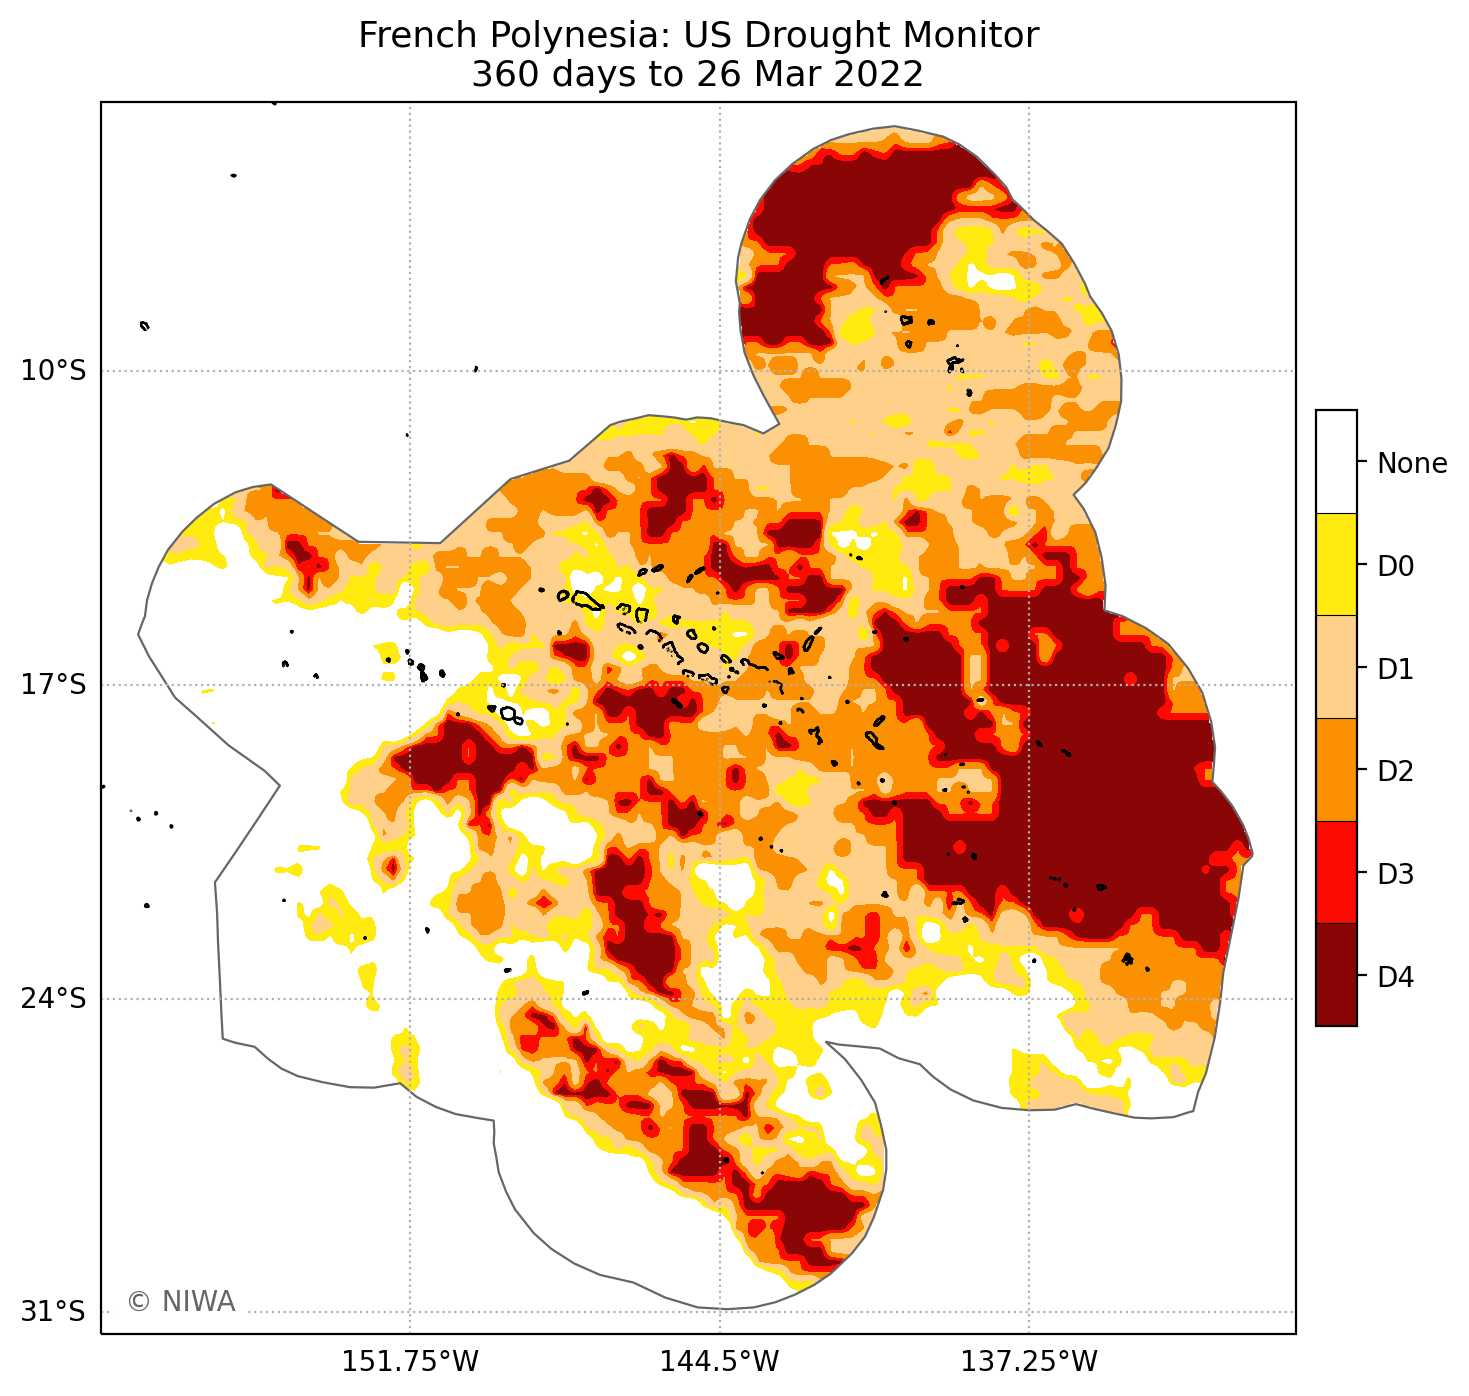 French Polynesia: US Drought Monitor
360 days to 26 Mar 2022
10°S
17°S
24°S
31°S
151.75°W
144.5°W
137.25°W
None
D0
D1
D2
D3
D4
© NIWA